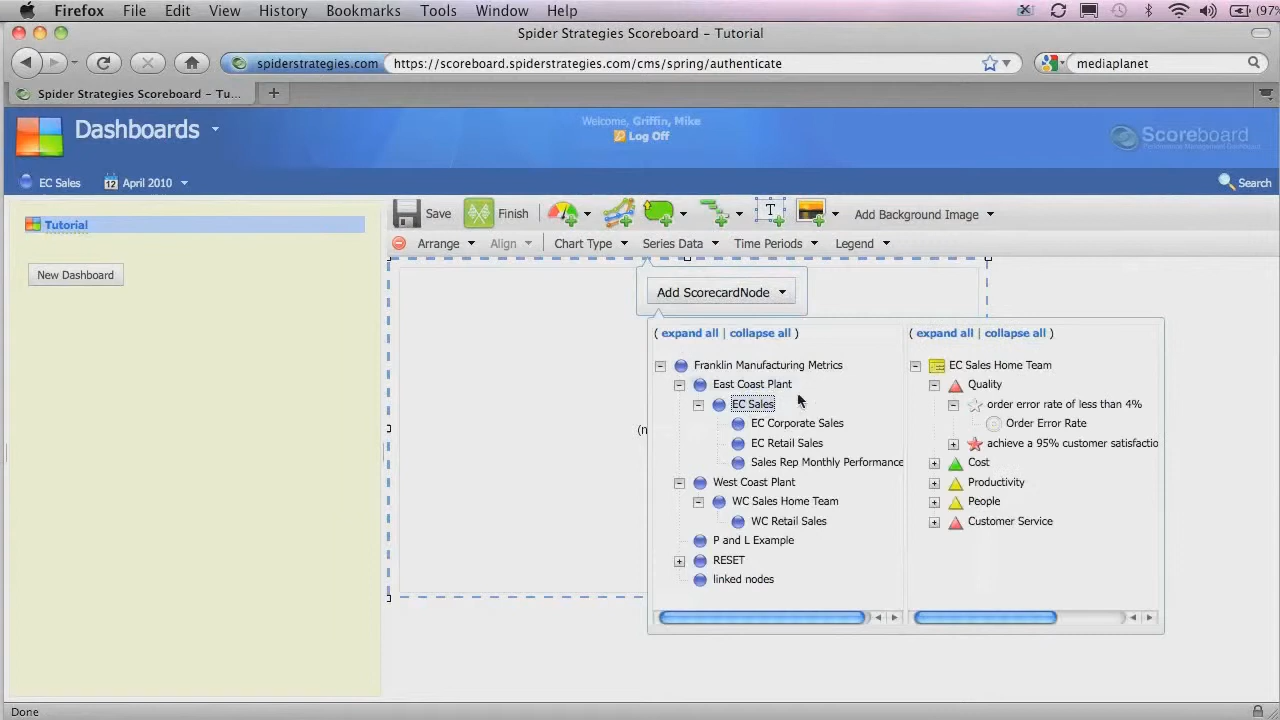 Firefox File Edit View History Bookmarks Tools Window Help (97%
Spider Strategies Scoreboard – Tutorial
spiderstrategies.com https://scoreboard.spiderstrategies.com/cms/spring/authenticate mediaplanet
Spider Strategies Scoreboard – Tu... +
Dashboards
Welcome, Griffin, Mike
Log Off
Scoreboard
EC Sales 12 April 2010 Search
Tutorial
New Dashboard
Save Finish T Add Background Image
Arrange Align Chart Type Series Data Time Periods Legend
Add ScorecardNode
( expand all | collapse all ) ( expand all | collapse all )
Franklin Manufacturing Metrics EC Sales Home Team
East Coast Plant Quality
EC Sales order error rate of less than 4%
EC Corporate Sales Order Error Rate
(n
EC Retail Sales achieve a 95% customer satisfactio
Sales Rep Monthly Performance Cost
West Coast Plant Productivity
WC Sales Home Team People
WC Retail Sales Customer Service
P and L Example
RESET
linked nodes
Done